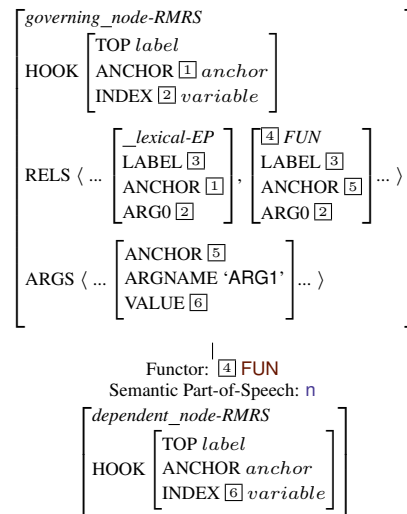 governing_node-RMRS
TOP label
HOOK ANCHOR 1 anchor
INDEX 2 variable
_lexical-EP 4 FUN
LABEL 3 LABEL 3
RELS ⟨ ... ANCHOR 1 , ANCHOR 5 ... ⟩
ARG0 2 ARG0 2
ANCHOR 5
ARGS ⟨ ... ARGNAME ‘ARG1’ ... ⟩
VALUE 6
Functor: 4 FUN
Semantic Part-of-Speech: n
dependent_node-RMRS
TOP label
HOOK ANCHOR anchor
INDEX 6 variable